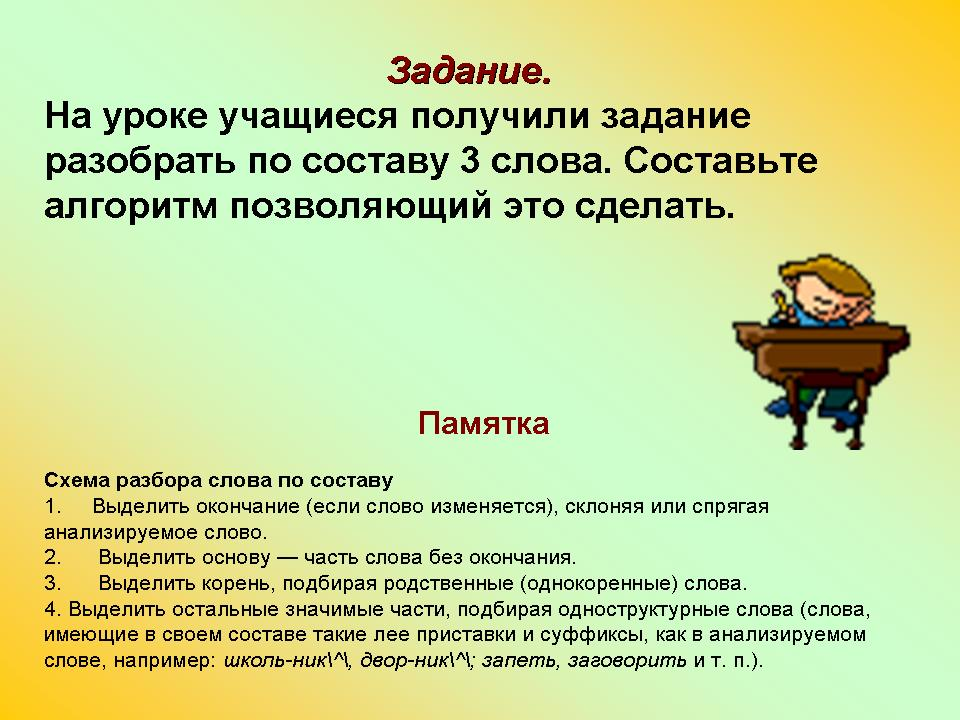 Задание.
На уроке учащиеся получили задание
разобрать по составу 3 слова. Составьте
алгоритм позволяющий это сделать.
Памятка
Схема разбора слова по составу
1. Выделить окончание (если слово изменяется), склоняя или спрягая
анализируемое слово.
2. Выделить основу — часть слова без окончания.
3. Выделить корень, подбирая родственные (однокоренные) слова.
4. Выделить остальные значимые части, подбирая одноструктурные слова (слова,
имеющие в своем составе такие лее приставки и суффиксы, как в анализируемом
слове, например: школь-ник\^\, двор-ник\^\; запеть, заговорить и т. п.).